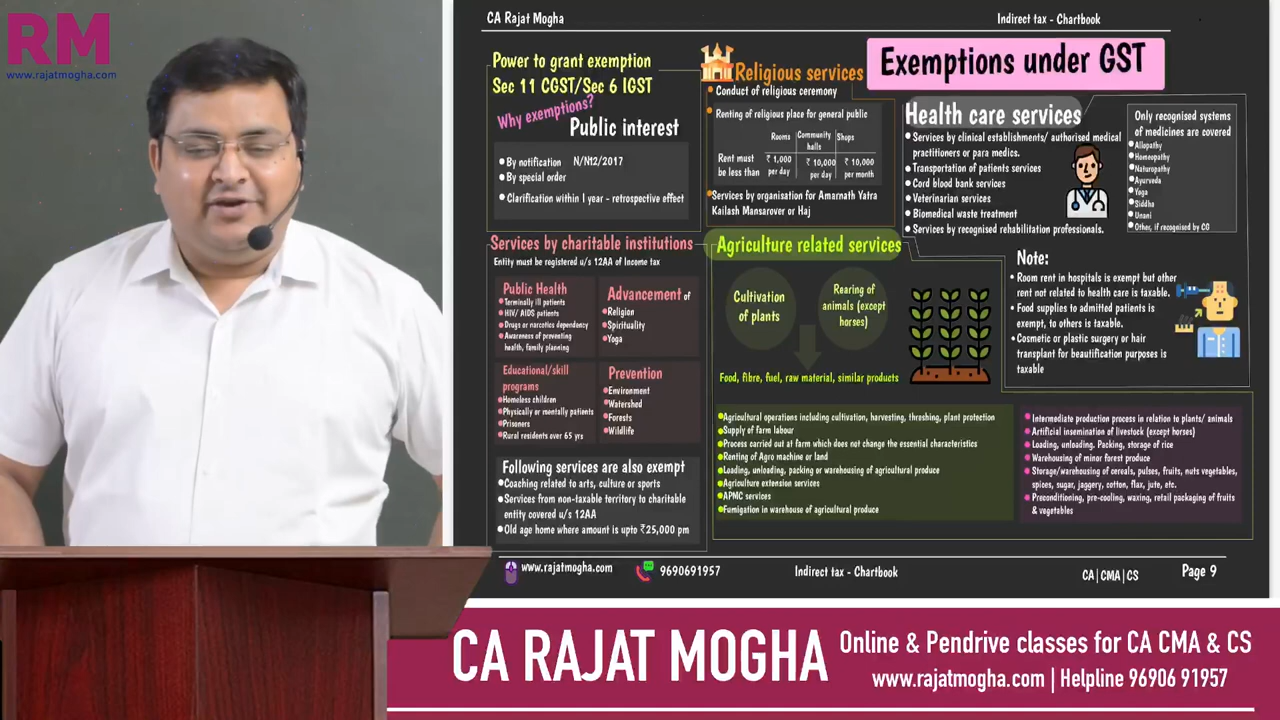 RM
www.rajatmogha.com
CA Rajat Mogha
Indirect tax - Chartbook
Exemptions under GST
Power to grant exemption
Sec 11 CGST/Sec 6 IGST
Why exemptions?
Public interest
By notification N/N12/2017
By special order
Clarification within 1 year - retrospective effect
Religious services
Conduct of religious ceremony
Renting of religious place for general public
Rooms
Community
halls
Shops
Rent must
be less than
₹ 1,000
per day
₹ 10,000
per day
₹ 10,000
per month
Services by organisation for Amarnath Yatra
Kailash Mansarover or Haj
Health care services
Services by clinical establishments/ authorised medical
practitioners or para medics.
Transportation of patients services
Cord blood bank services
Veterinarian services
Biomedical waste treatment
Services by recognised rehabilitation professionals.
Only recognised systems
of medicines are covered
Allopathy
Homeopathy
Naturopathy
Ayurveda
Yoga
Siddha
Unani
Other, if recognised by CG
Note:
Room rent in hospitals is exempt but other
rent not related to health care is taxable.
Food supplies to admitted patients is
exempt, to others is taxable.
Cosmetic or plastic surgery or hair
transplant for beautification purposes is
taxable
Services by charitable institutions
Entity must be registered u/s 12AA of Income tax
Public Health
Terminally ill patients
HIV/ AIDS patients
Drugs or narcotics dependency
Awareness of preventing
health, family planning
Advancement of
Religion
Spirituality
Yoga
Educational/skill
programs
Homeless children
Physically or mentally patients
Prisoners
Rural residents over 65 yrs
Prevention
Environment
Watershed
Forests
Wildlife
Following services are also exempt
Coaching related to arts, culture or sports
Services from non-taxable territory to charitable
entity covered u/s 12AA
Old age home where amount is upto ₹25,000 pm
Agriculture related services
Cultivation
of plants
Rearing of
animals (except
horses)
Food, fibre, fuel, raw material, similar products
Agricultural operations including cultivation, harvesting, threshing, plant protection
Supply of farm labour
Process carried out at farm which does not change the essential characteristics
Renting of Agro machine or land
Loading, unloading, packing or warehousing of agricultural produce
Agriculture extension services
APMC services
Fumigation in warehouse of agricultural produce
Intermediate production process in relation to plants/ animals
Artificial insemination of livestock (except horses)
Loading, unloading. Packing, storage of rice
Warehousing of minor forest produce
Storage/warehousing of cereals, pulses, fruits, nuts vegetables,
spices, sugar, jaggery, cotton, flax, jute, etc.
Preconditioning, pre-cooling, waxing, retail packaging of fruits
& vegetables
www.rajatmogha.com
9690691957
Indirect tax - Chartbook
CA|CMA|CS
Page 9
CA RAJAT MOGHA
Online & Pendrive classes for CA CMA & CS
www.rajatmogha.com | Helpline 96906 91957